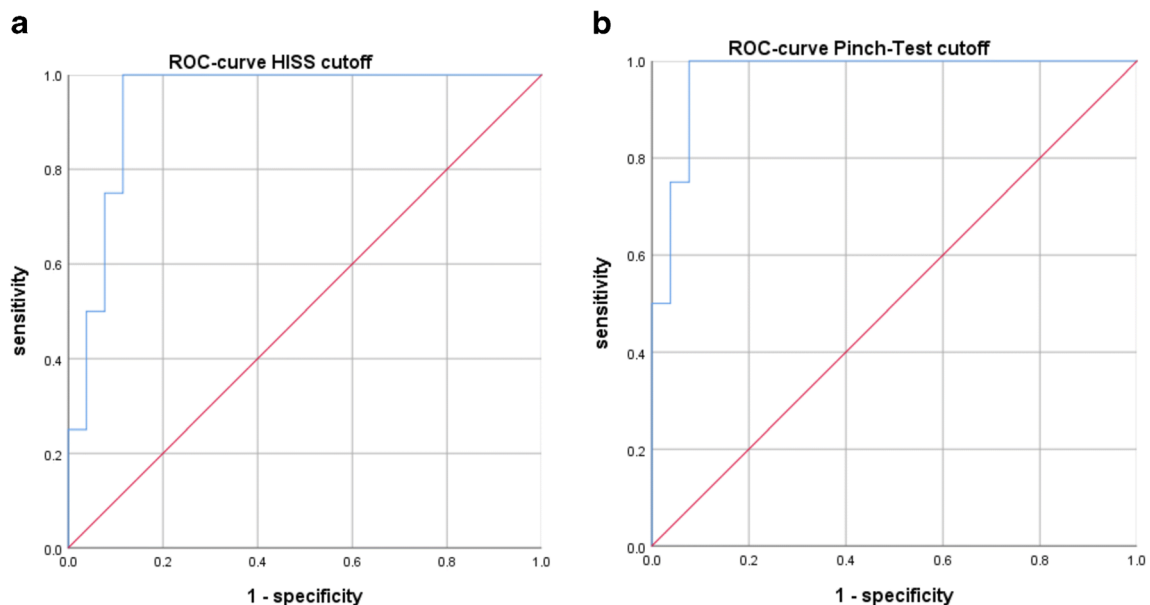 a
ROC-curve HISS cutoff
1.0
0.8
0.6
0.4
0.2
0.0
sensitivity
0.0 0.2 0.4 0.6 0.8 1.0
1 - specificity
b
ROC-curve Pinch-Test cutoff
1.0
0.8
0.6
0.4
0.2
0.0
sensitivity
0.0 0.2 0.4 0.6 0.8 1.0
1 - specificity